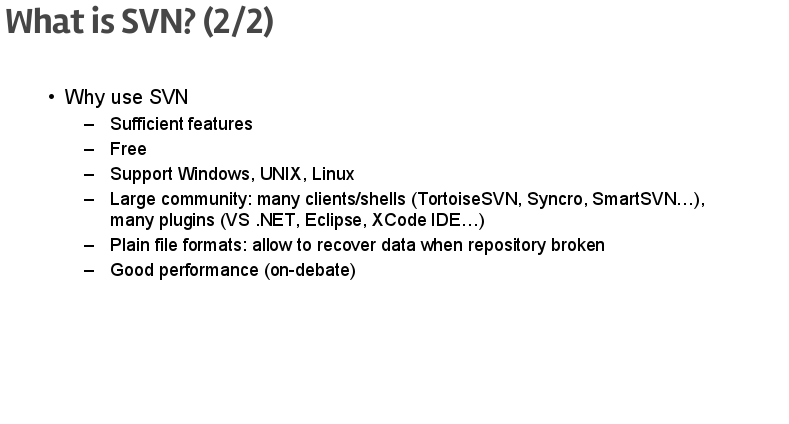 What is SVN? (2/2)
• Why use SVN
– Sufficient features
– Free
– Support Windows, UNIX, Linux
– Large community: many clients/shells (TortoiseSVN, Syncro, SmartSVN…),
many plugins (VS .NET, Eclipse, XCode IDE…)
– Plain file formats: allow to recover data when repository broken
– Good performance (on-debate)